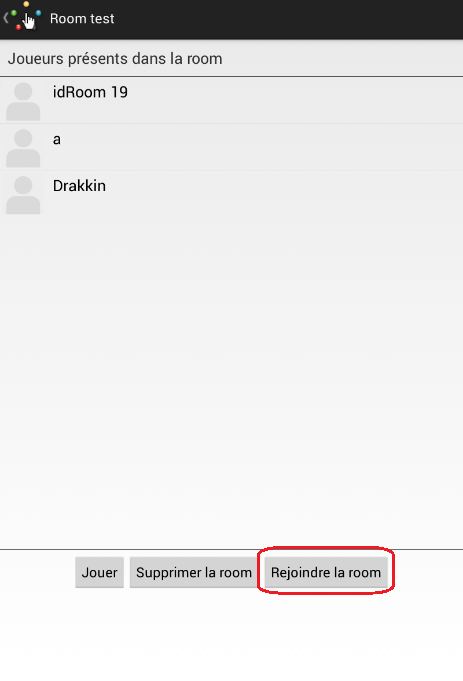 Room test
Joueurs présents dans la room
idRoom 19
a
Drakkin
Jouer Supprimer la room Rejoindre la room